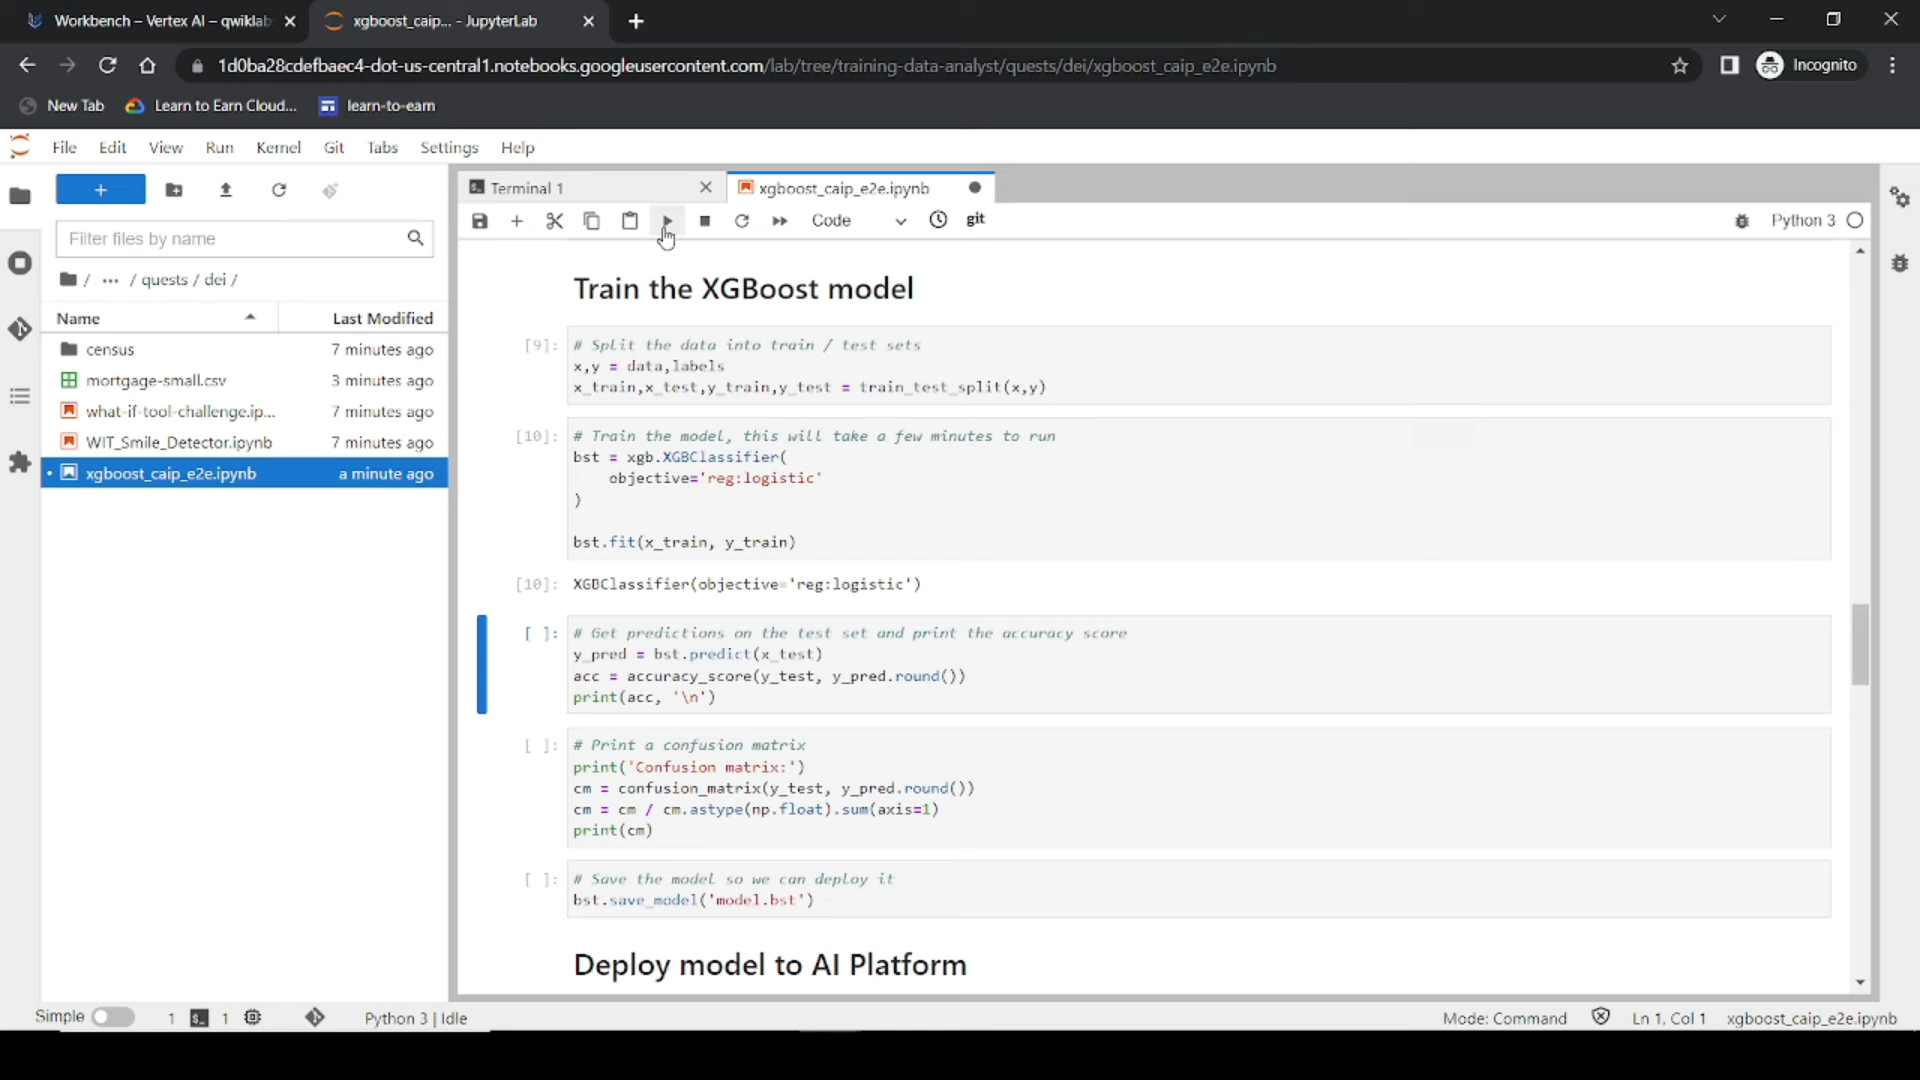 Workbench – Vertex AI – qwiklab
xgboost_caip... - JupyterLab
1d0ba28cdefbaec4-dot-us-central1.notebooks.googleusercontent.com/lab/tree/training-data-analyst/quests/dei/xgboost_caip_e2e.ipynb
Incognito
New Tab
Learn to Earn Cloud...
learn-to-earn
File Edit View Run Kernel Git Tabs Settings Help
Terminal 1
xgboost_caip_e2e.ipynb
Code
git
Python 3
Filter files by name
/ ... / quests / dei /
Name Last Modified
census 7 minutes ago
mortgage-small.csv 3 minutes ago
what-if-tool-challenge.ip... 7 minutes ago
WIT_Smile_Detector.ipynb 7 minutes ago
xgboost_caip_e2e.ipynb a minute ago
Train the XGBoost model
[9]: # Split the data into train / test sets
x,y = data,labels
x_train,x_test,y_train,y_test = train_test_split(x,y)
[10]: # Train the model, this will take a few minutes to run
bst = xgb.XGBClassifier(
objective='reg:logistic'
)
bst.fit(x_train, y_train)
[10]: XGBClassifier(objective='reg:logistic')
[ ]: # Get predictions on the test set and print the accuracy score
y_pred = bst.predict(x_test)
acc = accuracy_score(y_test, y_pred.round())
print(acc, '\n')
[ ]: # Print a confusion matrix
print('Confusion matrix:')
cm = confusion_matrix(y_test, y_pred.round())
cm = cm / cm.astype(np.float).sum(axis=1)
print(cm)
[ ]: # Save the model so we can deploy it
bst.save_model('model.bst')
Deploy model to AI Platform
Simple 1 1 Python 3 | Idle Mode: Command Ln 1, Col 1 xgboost_caip_e2e.ipynb